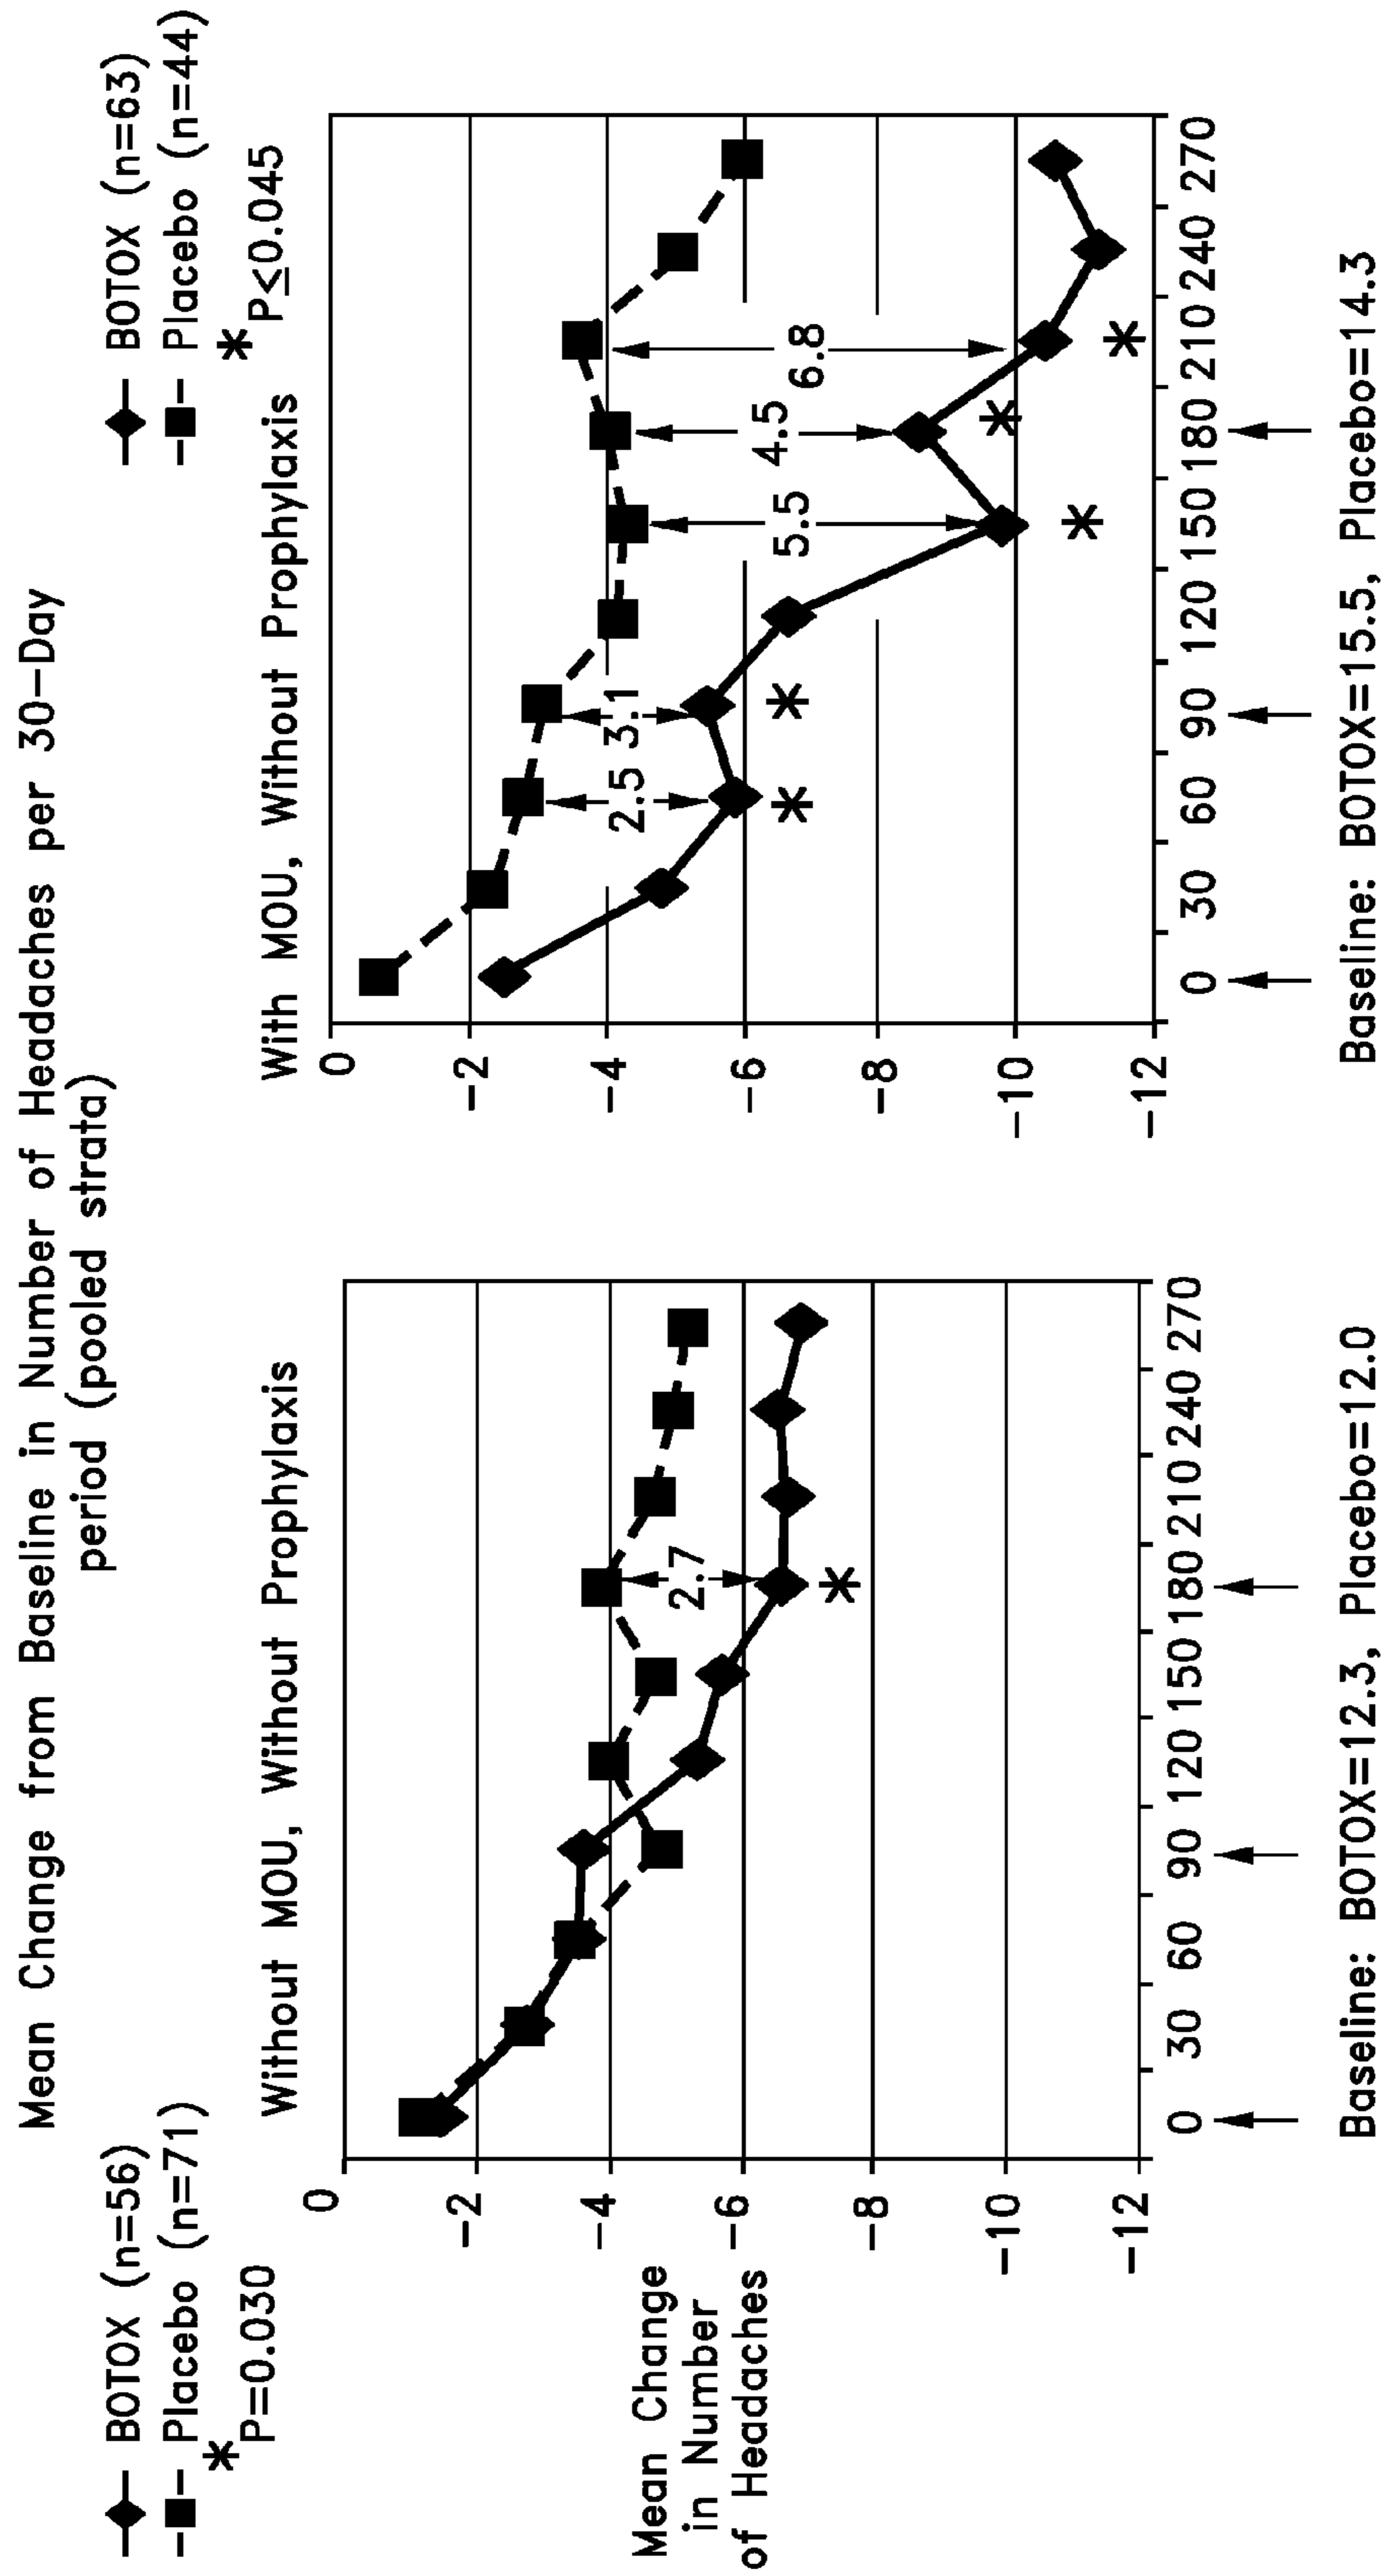 Mean Change from Baseline in Number of Headaches per 30-Day
period (pooled strata)
BOTOX (n=56)
Placebo (n=71)
* P=0.030
BOTOX (n=63)
Placebo (n=44)
* P≤0.045
Without MOU, Without Prophylaxis
Mean Change
in Number
of Headaches
0
-2
-4
-6
-8
-10
-12
2.7
*
0 30 60 90 120 150 180 210 240 270
Baseline: BOTOX=12.3, Placebo=12.0
With MOU, Without Prophylaxis
0
-2
-4
-6
-8
-10
-12
2.5 3.1 5.5 4.5 6.8
* * * * *
0 30 60 90 120 150 180 210 240 270
Baseline: BOTOX=15.5, Placebo=14.3